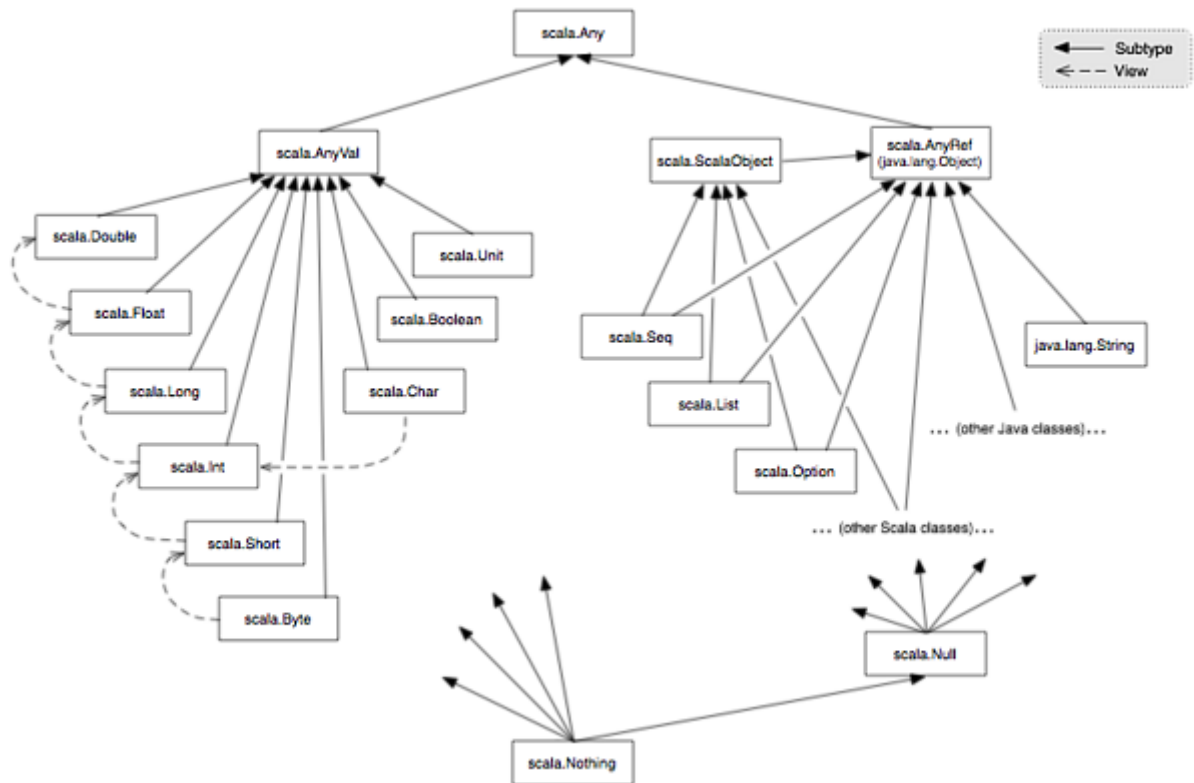 scala.Any
Subtype
View
scala.AnyVal
scala.ScalaObject
scala.AnyRef
(java.lang.Object)
scala.Double
scala.Unit
scala.Float
scala.Boolean
scala.Seq
java.lang.String
scala.Long
scala.Char
scala.List
... (other Java classes)...
scala.Int
scala.Option
scala.Short
... (other Scala classes)...
scala.Byte
scala.Null
scala.Nothing